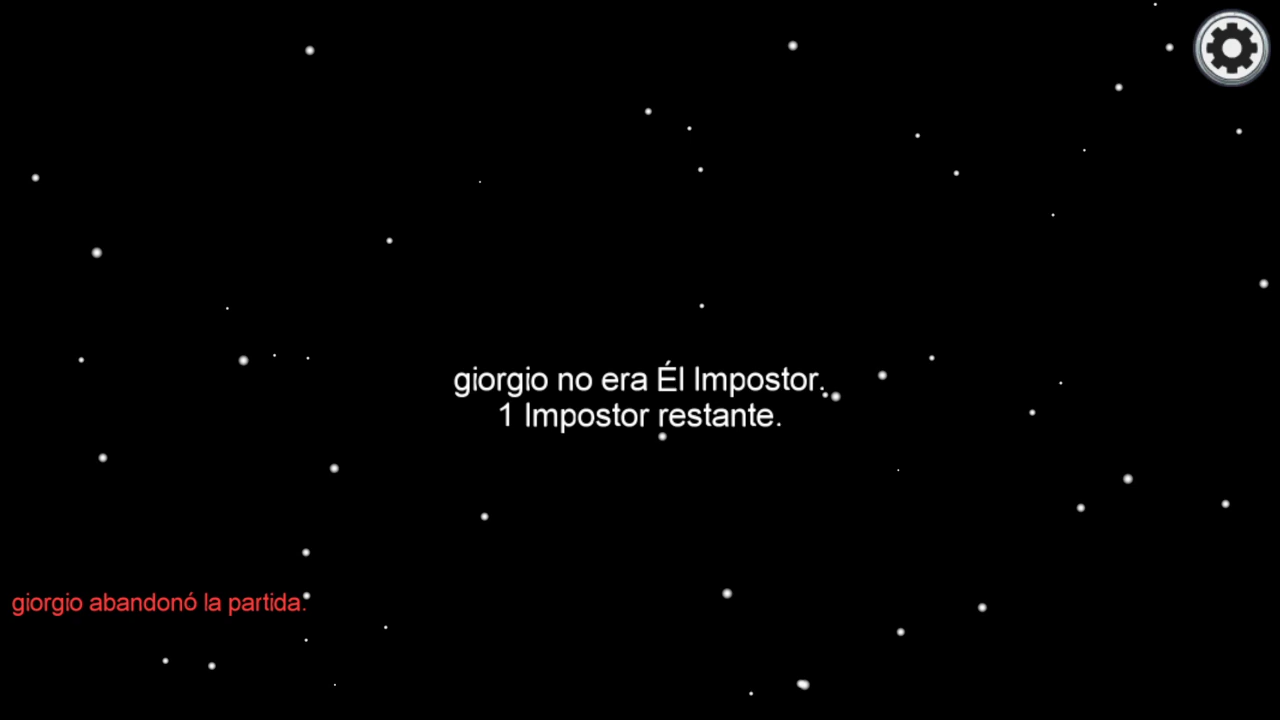 giorgio no era Él Impostor.
1 Impostor restante.
giorgio abandonó la partida.